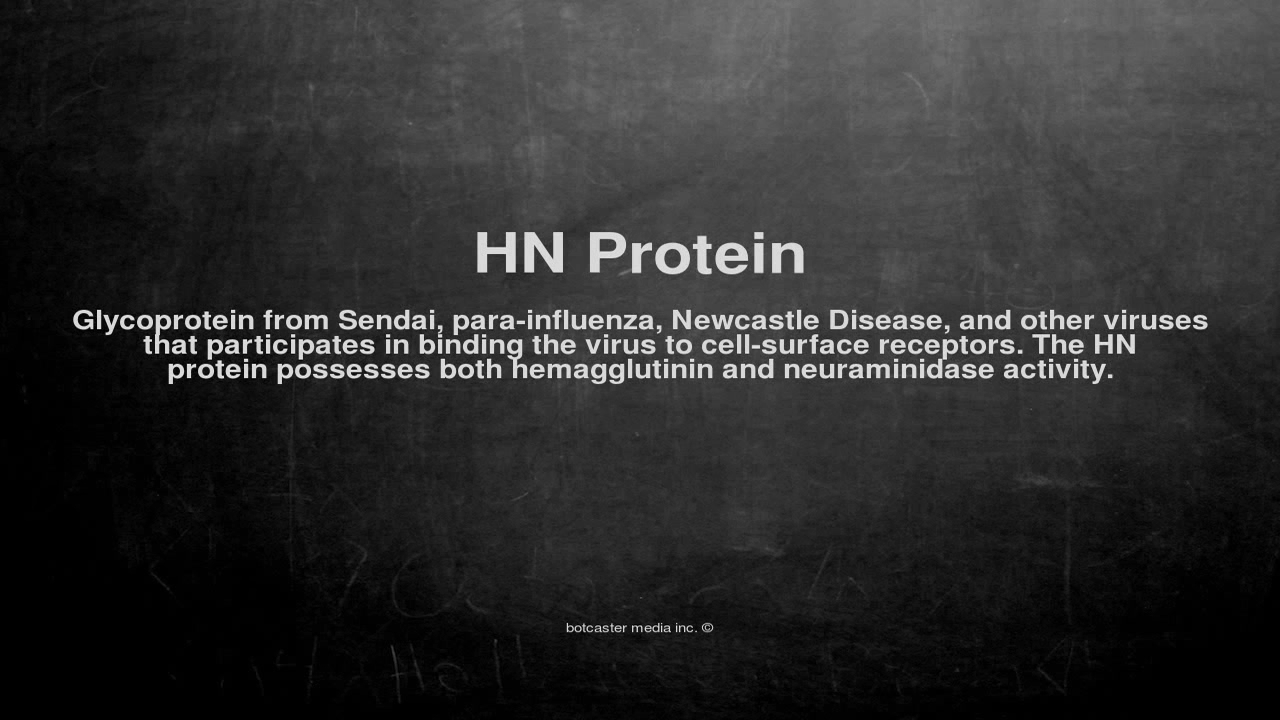 HN Protein
Glycoprotein from Sendai, para-influenza, Newcastle Disease, and other viruses
that participates in binding the virus to cell-surface receptors. The HN
protein possesses both hemagglutinin and neuraminidase activity.
botcaster media inc. ©